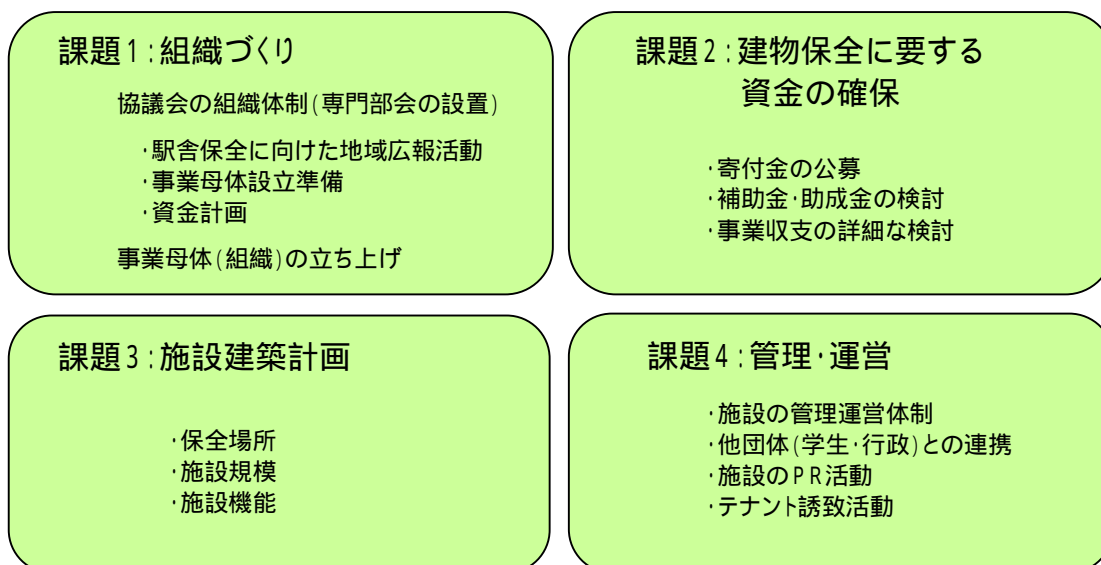 課題1:組織づくり
協議会の組織体制(専門部会の設置)
・駅舎保全に向けた地域広報活動
・事業母体設立準備
・資金計画
事業母体(組織)の立ち上げ
課題2:建物保全に要する
資金の確保
・寄付金の公募
・補助金・助成金の検討
・事業収支の詳細な検討
課題3:施設建築計画
・保全場所
・施設規模
・施設機能
課題4:管理・運営
・施設の管理運営体制
・他団体(学生・行政)との連携
・施設のPR活動
・テナント誘致活動